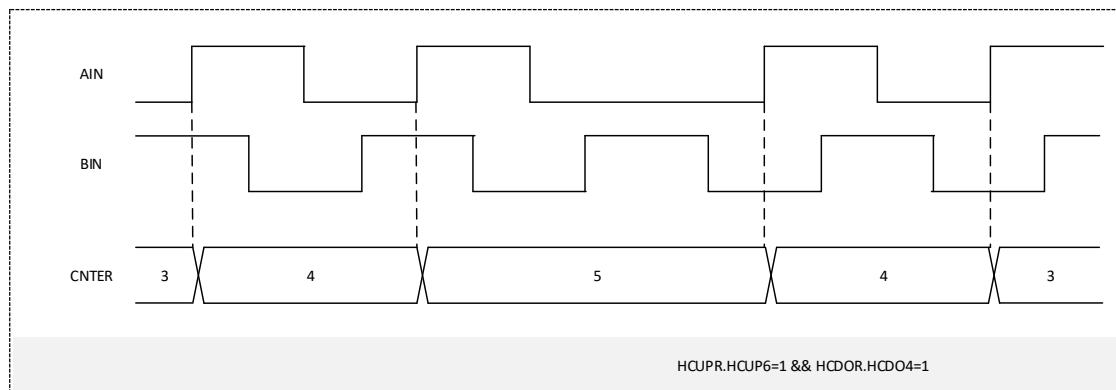 AIN
BIN
CNTER 3 4 5 4 3
HCUPR.HCUP6=1 && HCDOR.HCDO4=1